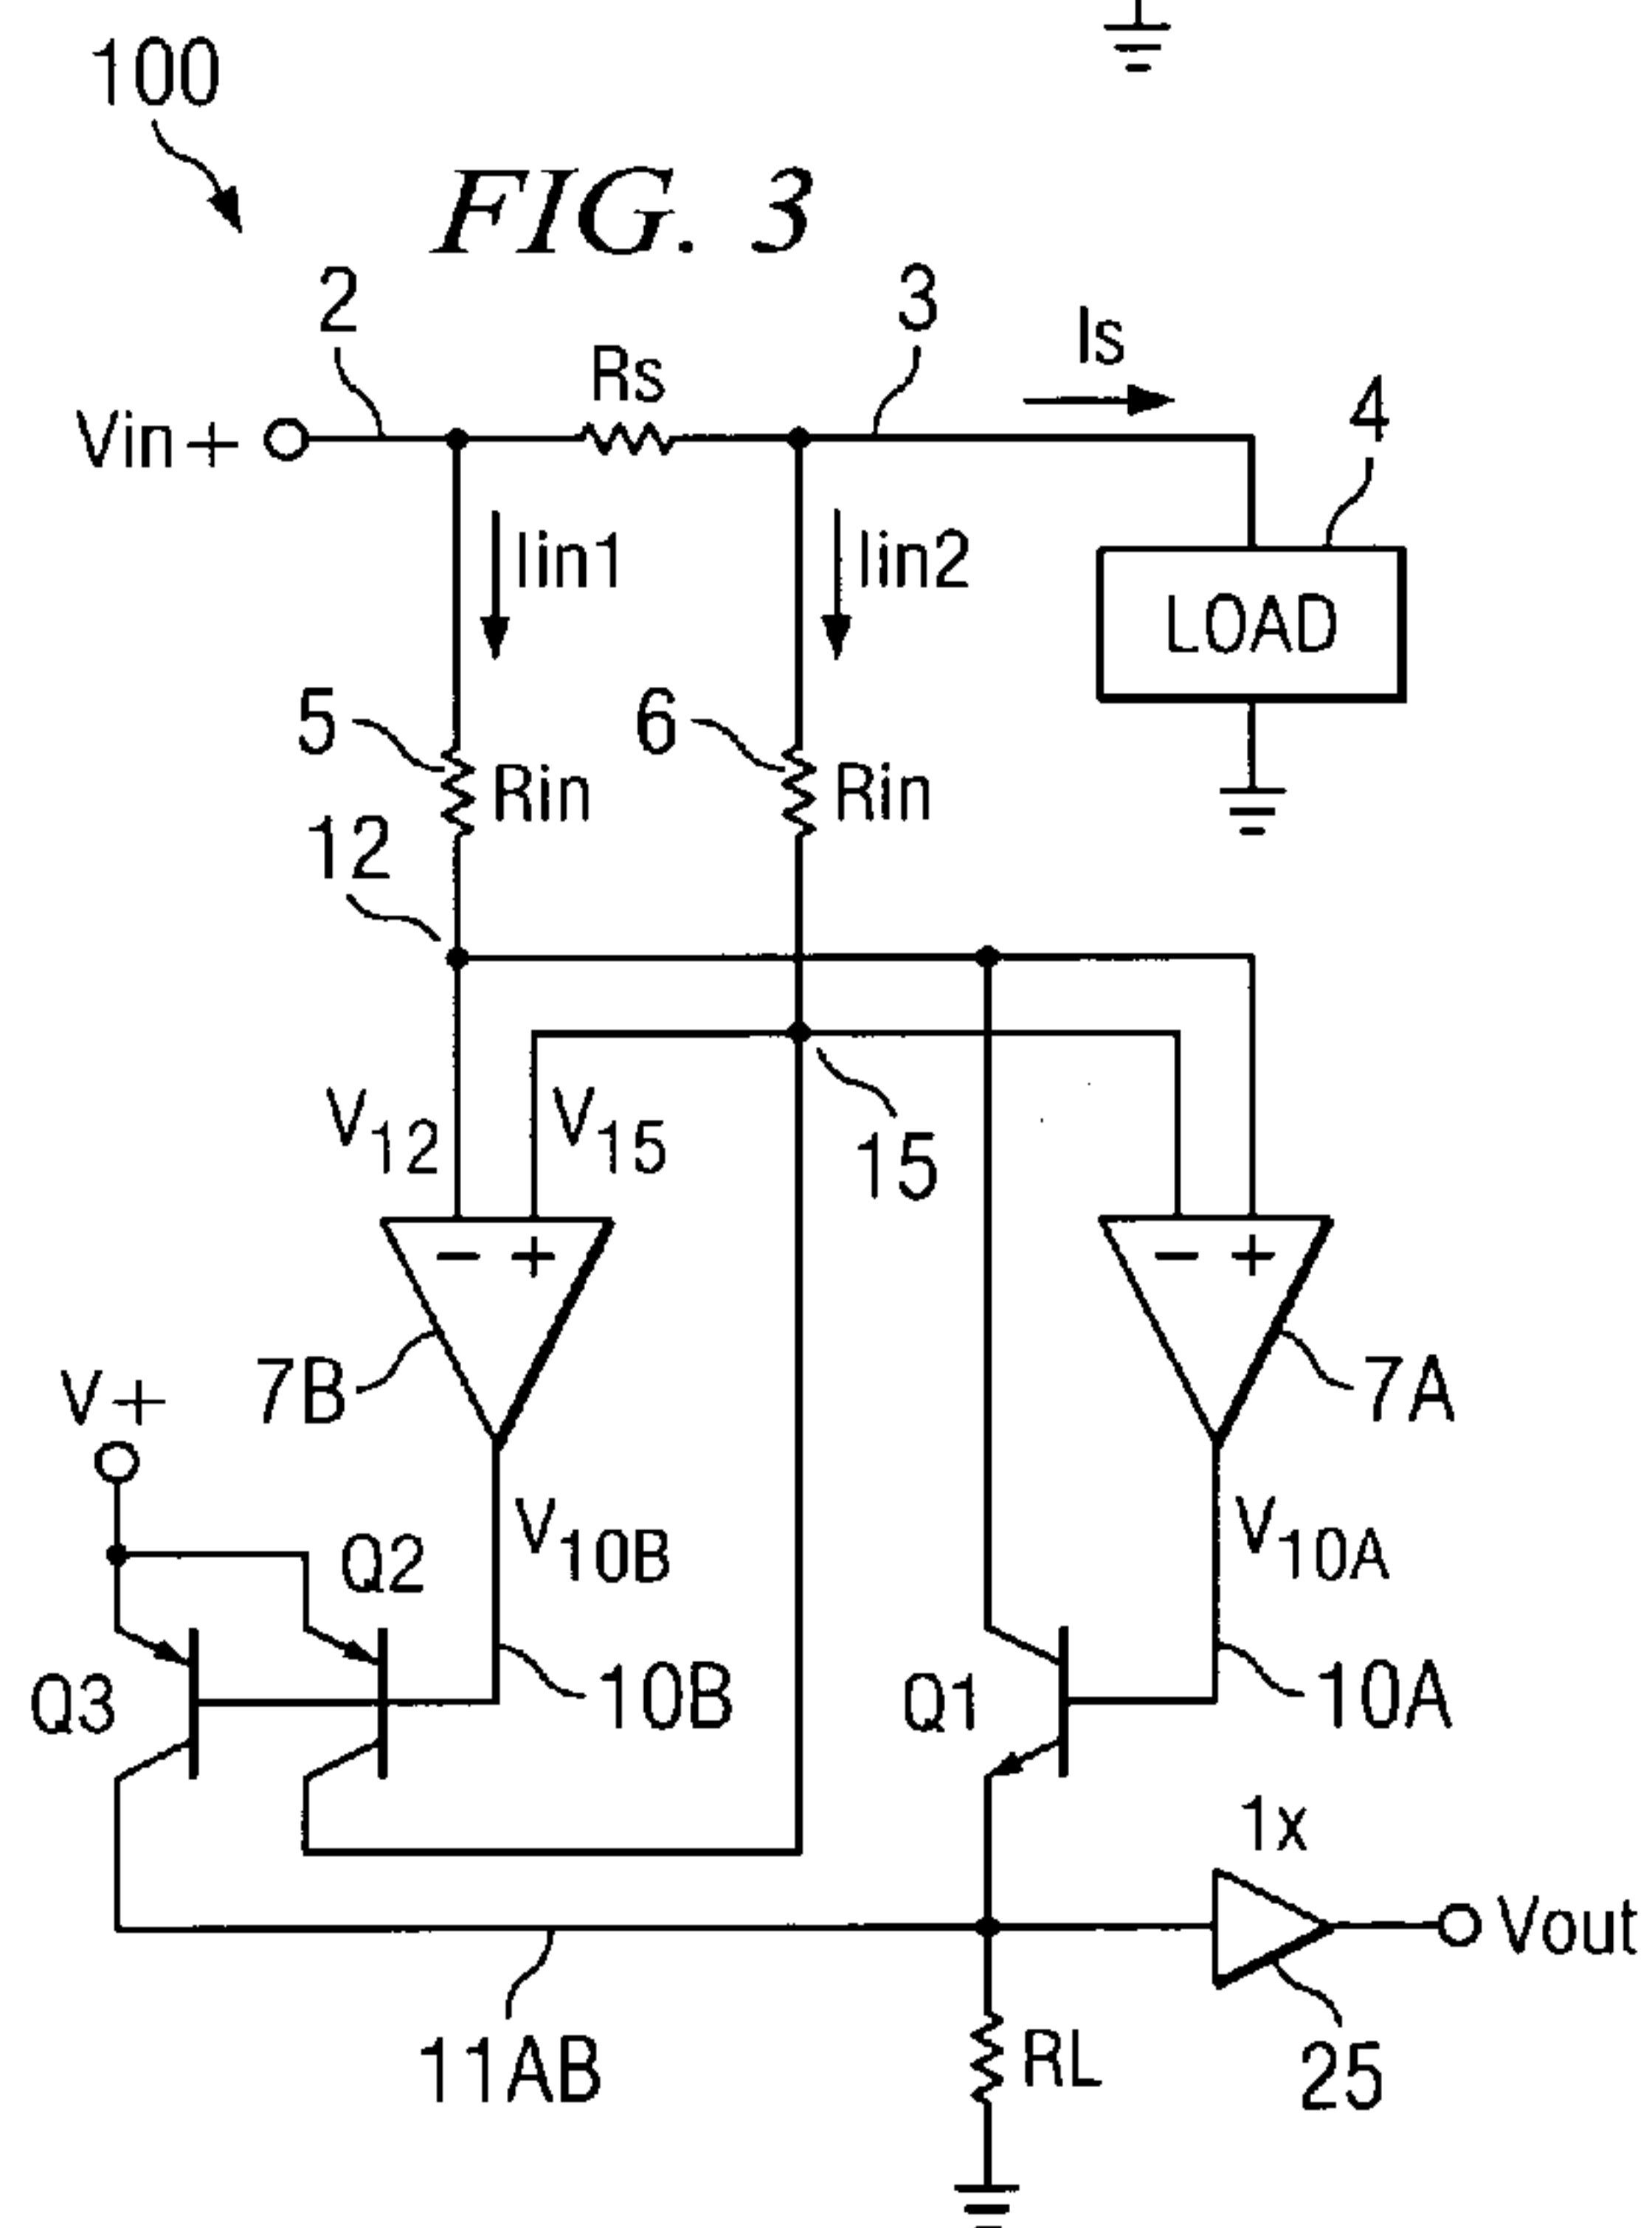 100
FIG. 3
2
3
Is
Rs
4
Vin+
Iin1
Iin2
LOAD
5
6
Rin
Rin
12
V12
V15
15
− +
− +
7B
7A
V+
V10B
V10A
Q2
Q3
10B
Q1
10A
1x
Vout
11AB
RL
25